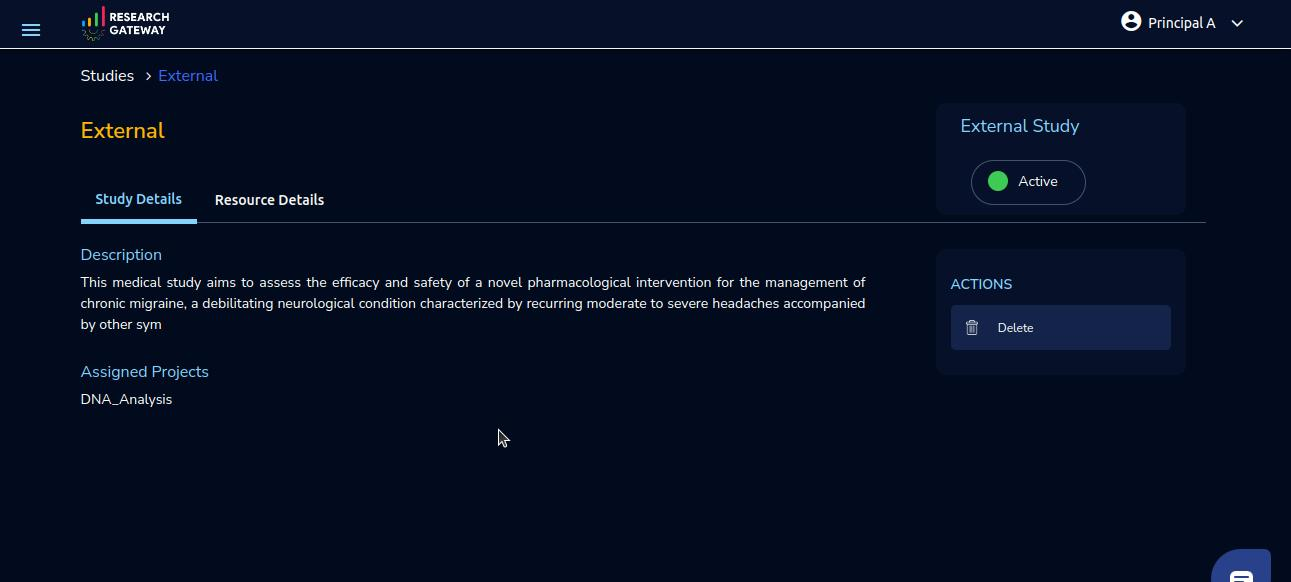 RESEARCH
GATEWAY
Principal A
Studies > External
External
External Study
Active
Study Details
Resource Details
Description
This medical study aims to assess the efficacy and safety of a novel pharmacological intervention for the management of
chronic migraine, a debilitating neurological condition characterized by recurring moderate to severe headaches accompanied
by other sym
Assigned Projects
DNA_Analysis
ACTIONS
Delete